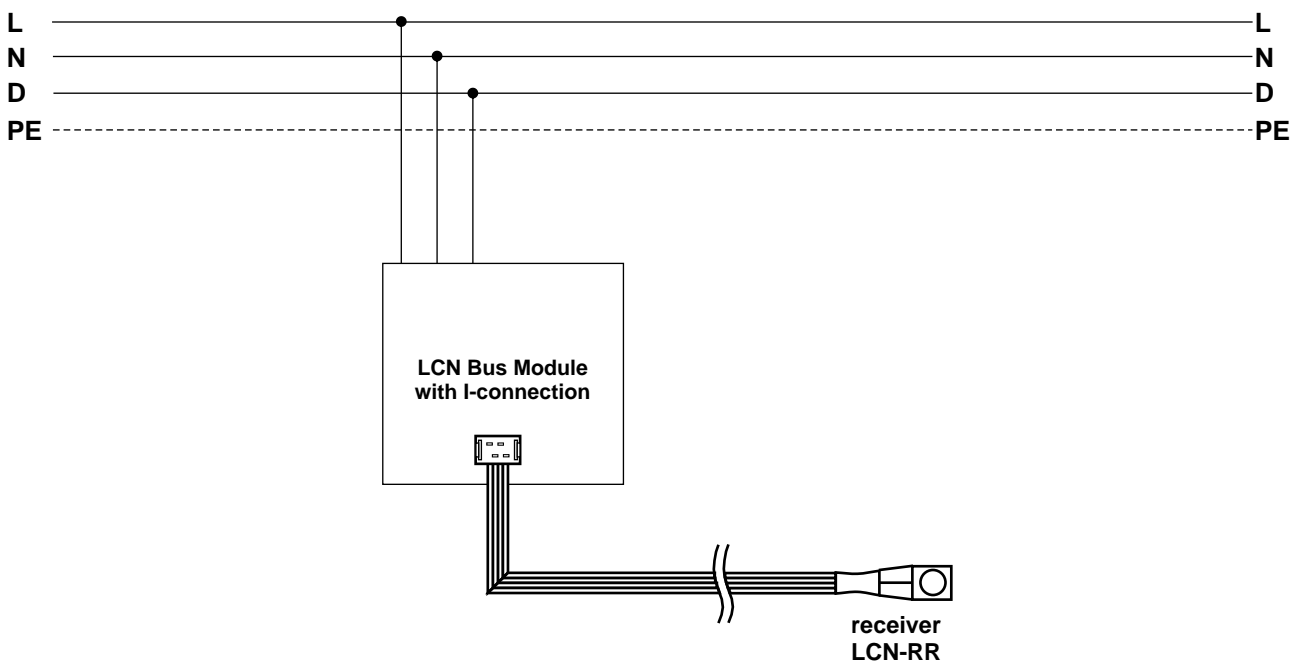 L L
N N
D D
PE PE
LCN Bus Module
with I-connection
receiver
LCN-RR